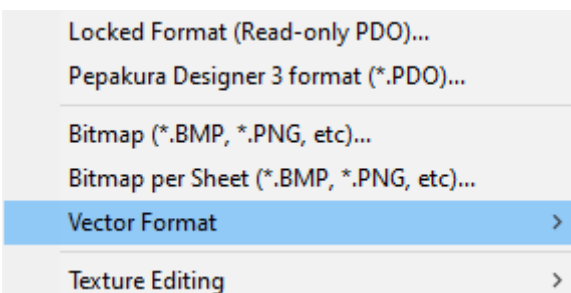 Locked Format (Read-only PDO)...
Pepakura Designer 3 format (*.PDO)...
Bitmap (*.BMP, *.PNG, etc)...
Bitmap per Sheet (*.BMP, *.PNG, etc)...
Vector Format
Texture Editing